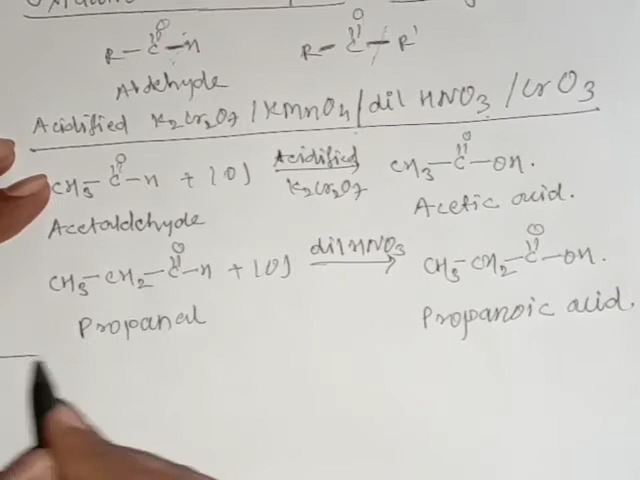 O O
R-C-H R-C-R'
Aldehyde
Acidified K2Cr2O7 / KMnO4 / dil HNO3 / CrO3
O O
CH3-C-H + [O] Acidified K2Cr2O7 → CH3-C-OH.
Acetaldehyde Acetic acid.
O O
CH3-CH2-C-H + [O] dil HNO3 → CH3-CH2-C-OH.
Propanal Propanoic acid.